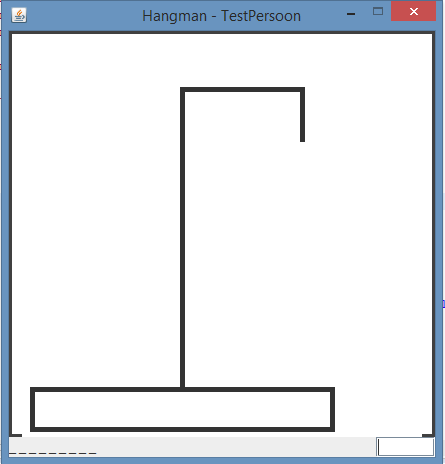 Hangman - TestPersoon
_ _ _ _ _ _ _ _ _